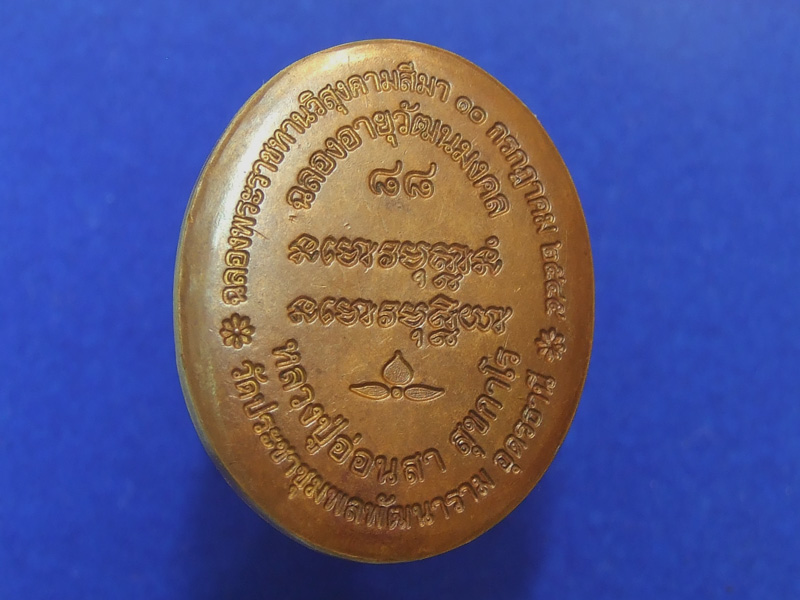 ฉลองพระราชทานวิสุงคามสีมา ๑๐ กรกฎาคม ๒๕๕๒
ฉลองอายุวัฒนมงคล
๘๘
หลวงปู่อ่อนสา สุขกาโร
วัดประชาชุมพลพัฒนาราม อุดรธานี